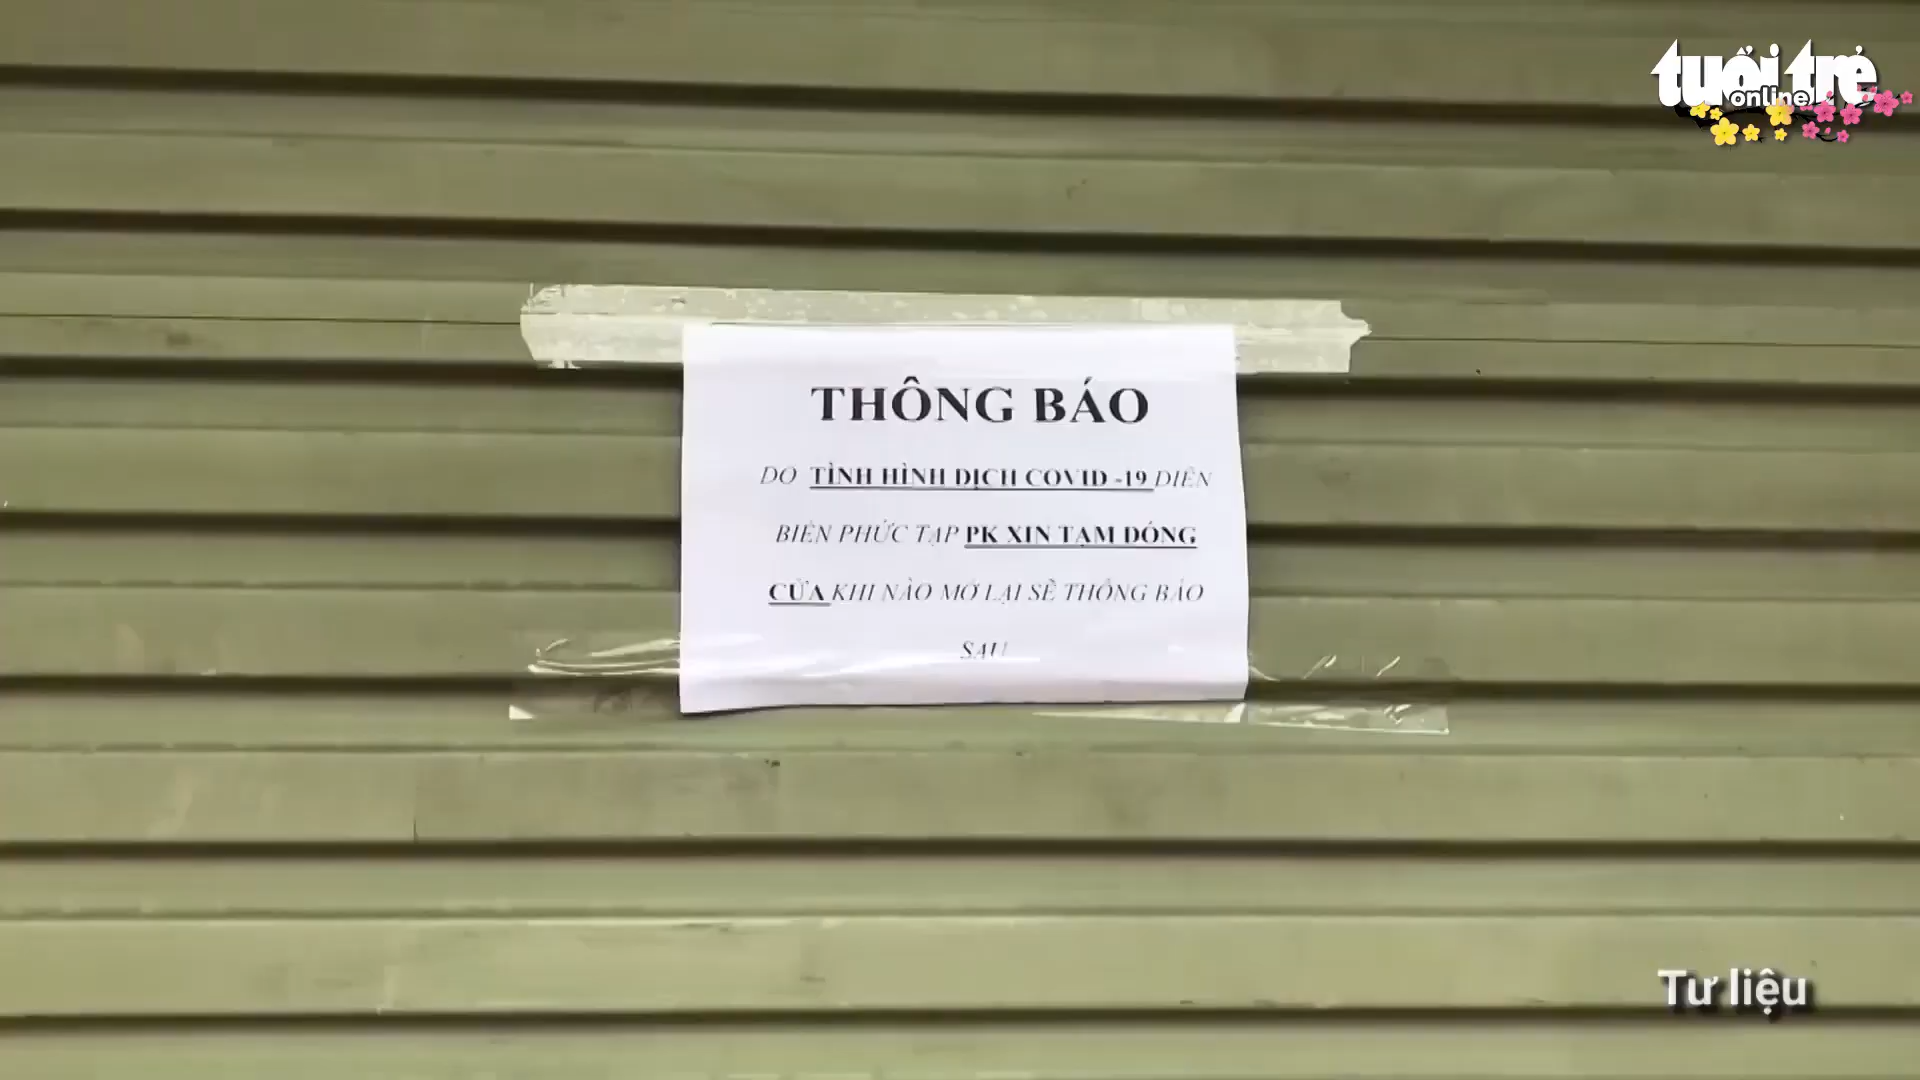 tuổi trẻ
online
THÔNG BÁO
DO TÌNH HÌNH DỊCH COVID -19 DIỄN
BIẾN PHỨC TẠP PK XIN TẠM ĐÓNG
CỬA KHI NÀO MỞ LẠI SẼ THÔNG BÁO
SAU
Tư liệu